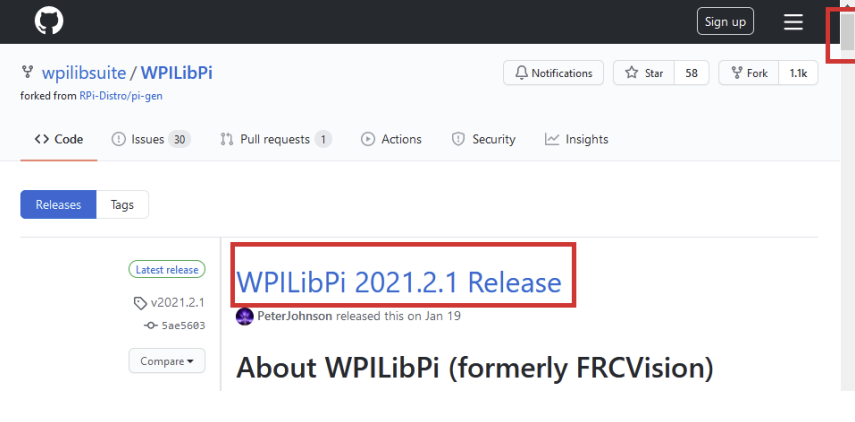 Sign up
wpilibsuite / WPILibPi
Notifications Star 58 Fork 1.1k
forked from RPi-Distro/pi-gen
Code Issues 30 Pull requests 1 Actions Security Insights
Releases Tags
Latest release
WPILibPi 2021.2.1 Release
v2021.2.1
PeterJohnson released this on Jan 19
5ae5603
Compare
About WPILibPi (formerly FRCVision)